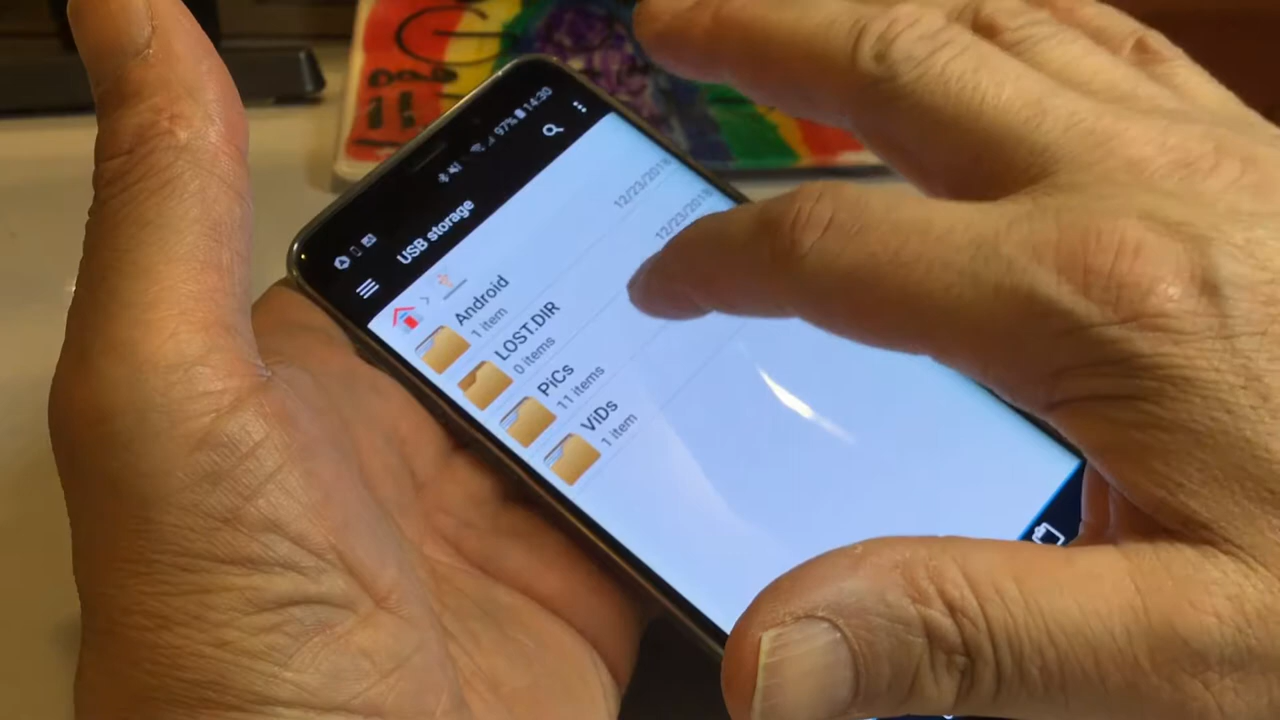 97% 14:30
USB storage
Android
1 item
12/23/2018
LOST.DIR
0 items
12/23/2018
PiCs
11 items
ViDs
1 item